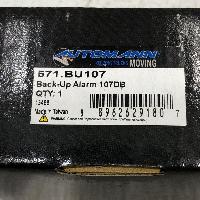 AUTOMANN
MOVING
571.BU107
Back-Up Alarm 107DB
QTY: 1
Made in Taiwan